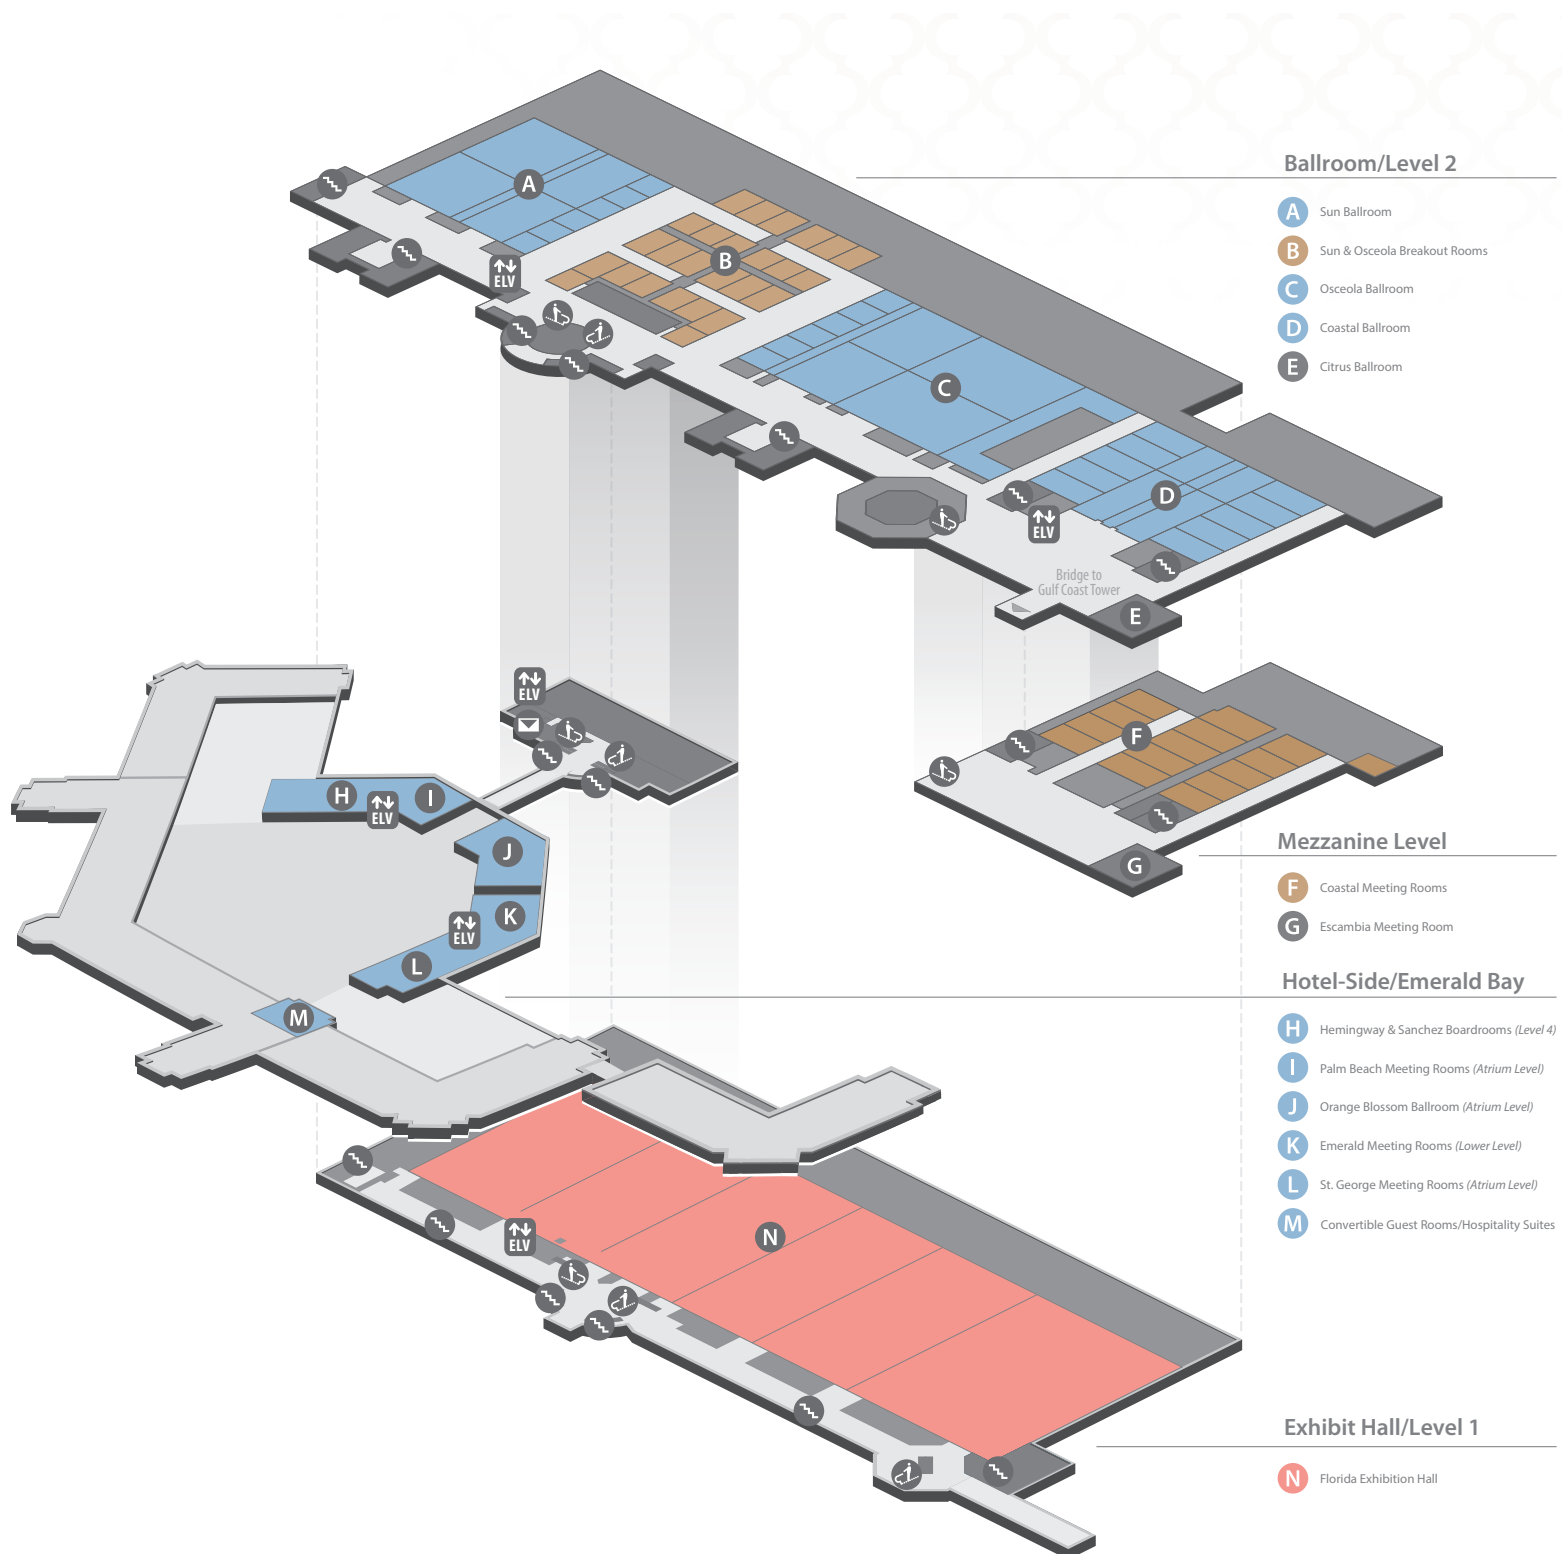 Ballroom/Level 2
A Sun Ballroom
B Sun & Osceola Breakout Rooms
C Osceola Ballroom
D Coastal Ballroom
E Citrus Ballroom
A
B
ELV
C
D
ELV
Bridge to
Gulf Coast Tower
E
ELV
F
G
Mezzanine Level
F Coastal Meeting Rooms
G Escambia Meeting Room
H
I
ELV
J
K
ELV
L
M
Hotel-Side/Emerald Bay
H Hemingway & Sanchez Boardrooms (Level 4)
I Palm Beach Meeting Rooms (Atrium Level)
J Orange Blossom Ballroom (Atrium Level)
K Emerald Meeting Rooms (Lower Level)
L St. George Meeting Rooms (Atrium Level)
M Convertible Guest Rooms/Hospitality Suites
ELV
N
Exhibit Hall/Level 1
N Florida Exhibition Hall